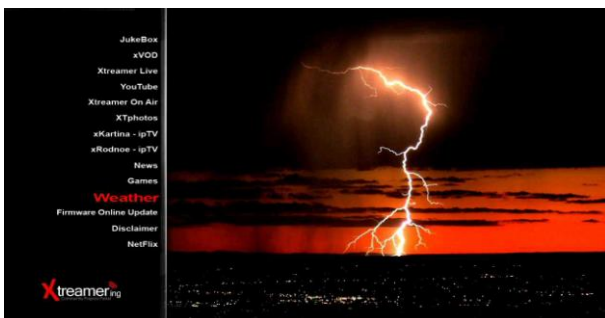 JukeBox
xVOD
Xtreamer Live
YouTube
Xtreamer On Air
XTphotos
xKartina - ipTV
xRodnoe - ipTV
News
Games
Weather
Firmware Online Update
Disclaimer
NetFlix
Xtreamering